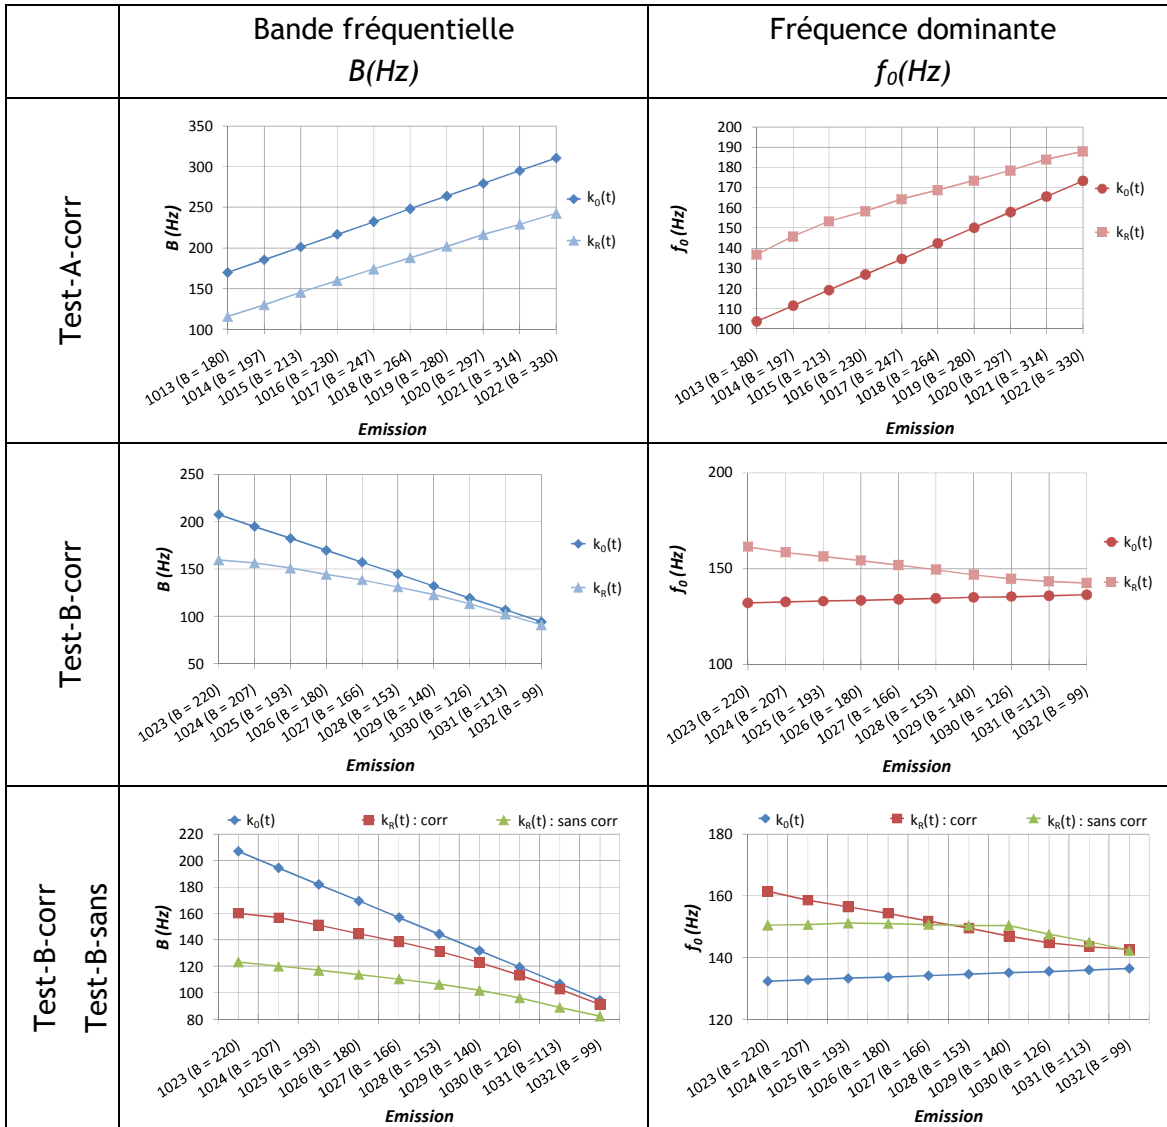 Bande fréquentielle
B(Hz)
Fréquence dominante
f₀(Hz)
Test-A-corr
350
300
250
200
150
100
B (Hz)
k₀(t)
k_R(t)
1013 (B = 180)
1014 (B = 197)
1015 (B = 213)
1016 (B = 230)
1017 (B = 247)
1018 (B = 264)
1019 (B = 280)
1020 (B = 297)
1021 (B = 314)
1022 (B = 330)
Emission
200
190
180
170
160
150
140
130
120
110
100
f₀ (Hz)
k₀(t)
k_R(t)
1013 (B = 180)
1014 (B = 197)
1015 (B = 213)
1016 (B = 230)
1017 (B = 247)
1018 (B = 264)
1019 (B = 280)
1020 (B = 297)
1021 (B = 314)
1022 (B = 330)
Emission
Test-B-corr
250
200
150
100
50
B (Hz)
k₀(t)
k_R(t)
1023 (B = 220)
1024 (B = 207)
1025 (B = 193)
1026 (B = 180)
1027 (B = 166)
1028 (B = 153)
1029 (B = 140)
1030 (B = 126)
1031 (B =113)
1032 (B = 99)
Emission
200
150
100
f₀ (Hz)
k₀(t)
k_R(t)
1023 (B = 220)
1024 (B = 207)
1025 (B = 193)
1026 (B = 180)
1027 (B = 166)
1028 (B = 153)
1029 (B = 140)
1030 (B = 126)
1031 (B =113)
1032 (B = 99)
Emission
Test-B-corr
Test-B-sans
k₀(t) k_R(t) : corr k_R(t) : sans corr
220
200
180
160
140
120
100
80
B (Hz)
1023 (B = 220)
1024 (B = 207)
1025 (B = 193)
1026 (B = 180)
1027 (B = 166)
1028 (B = 153)
1029 (B = 140)
1030 (B = 126)
1031 (B =113)
1032 (B = 99)
Emission
k₀(t) k_R(t) : corr k_R(t) : sans corr
180
160
140
120
f₀ (Hz)
1023 (B = 220)
1024 (B = 207)
1025 (B = 193)
1026 (B = 180)
1027 (B = 166)
1028 (B = 153)
1029 (B = 140)
1030 (B = 126)
1031 (B =113)
1032 (B = 99)
Emission